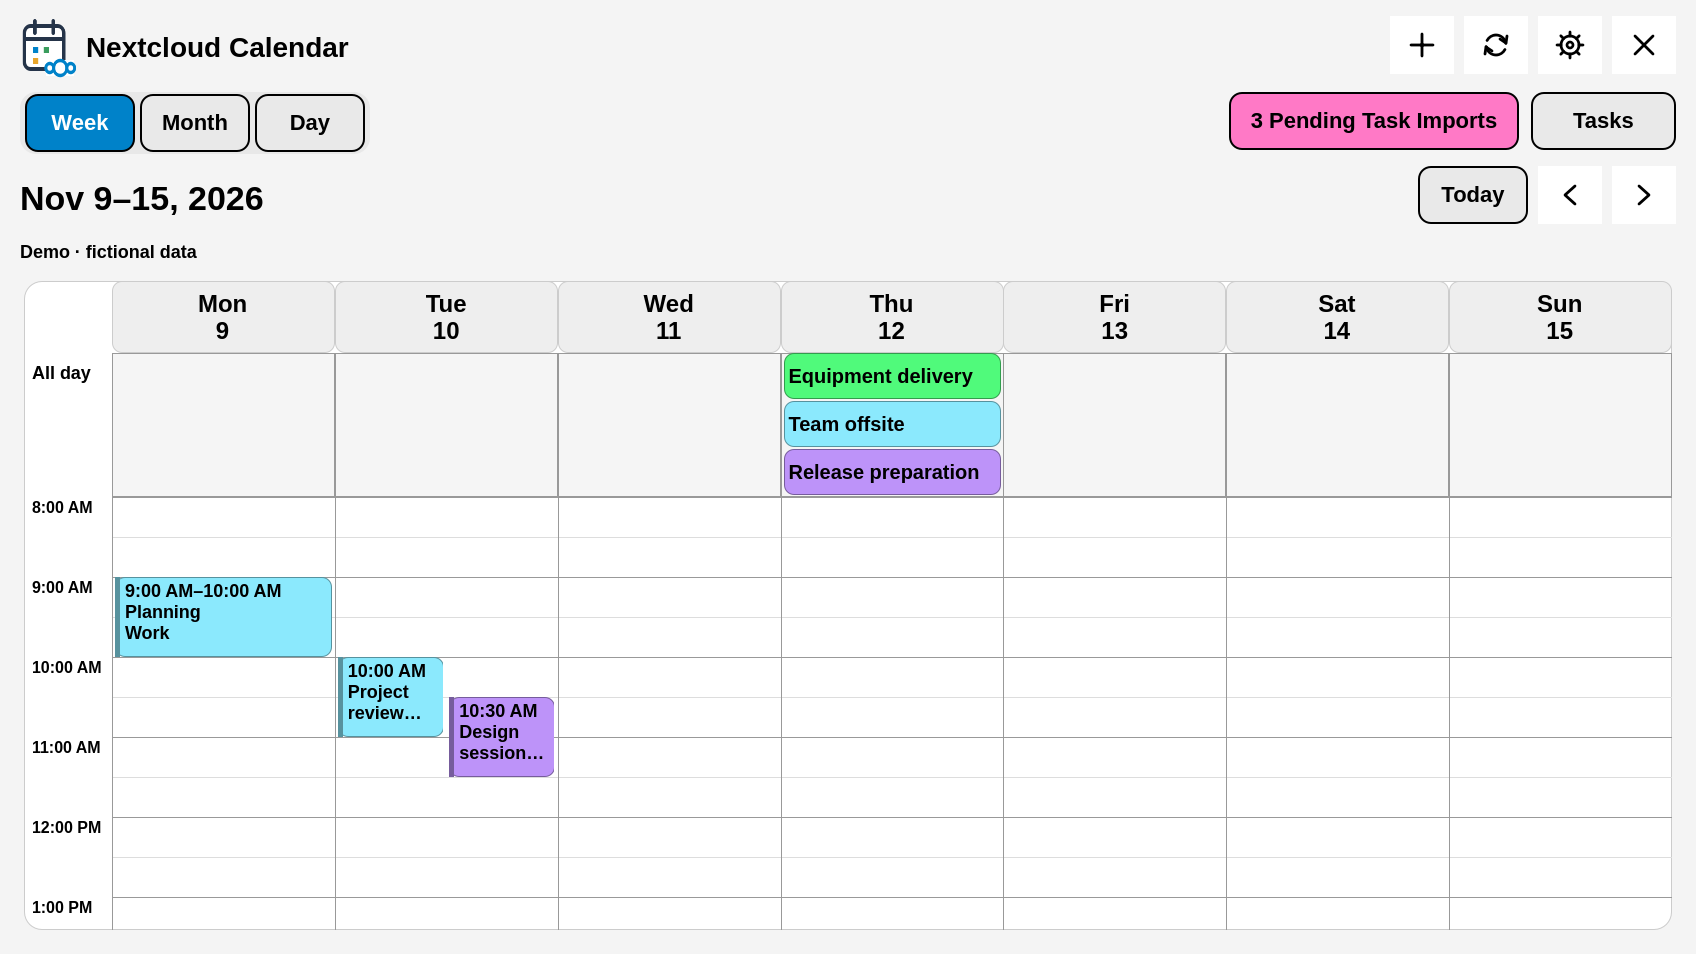 Nextcloud Calendar
Week
Month
Day
3 Pending Task Imports
Tasks
Nov 9–15, 2026
Today
Demo · fictional data
Mon
9
Tue
10
Wed
11
Thu
12
Fri
13
Sat
14
Sun
15
All day
Equipment delivery
Team offsite
Release preparation
8:00 AM
9:00 AM
9:00 AM–10:00 AM
Planning
Work
10:00 AM
10:00 AM
Project
review…
10:30 AM
Design
session…
11:00 AM
12:00 PM
1:00 PM